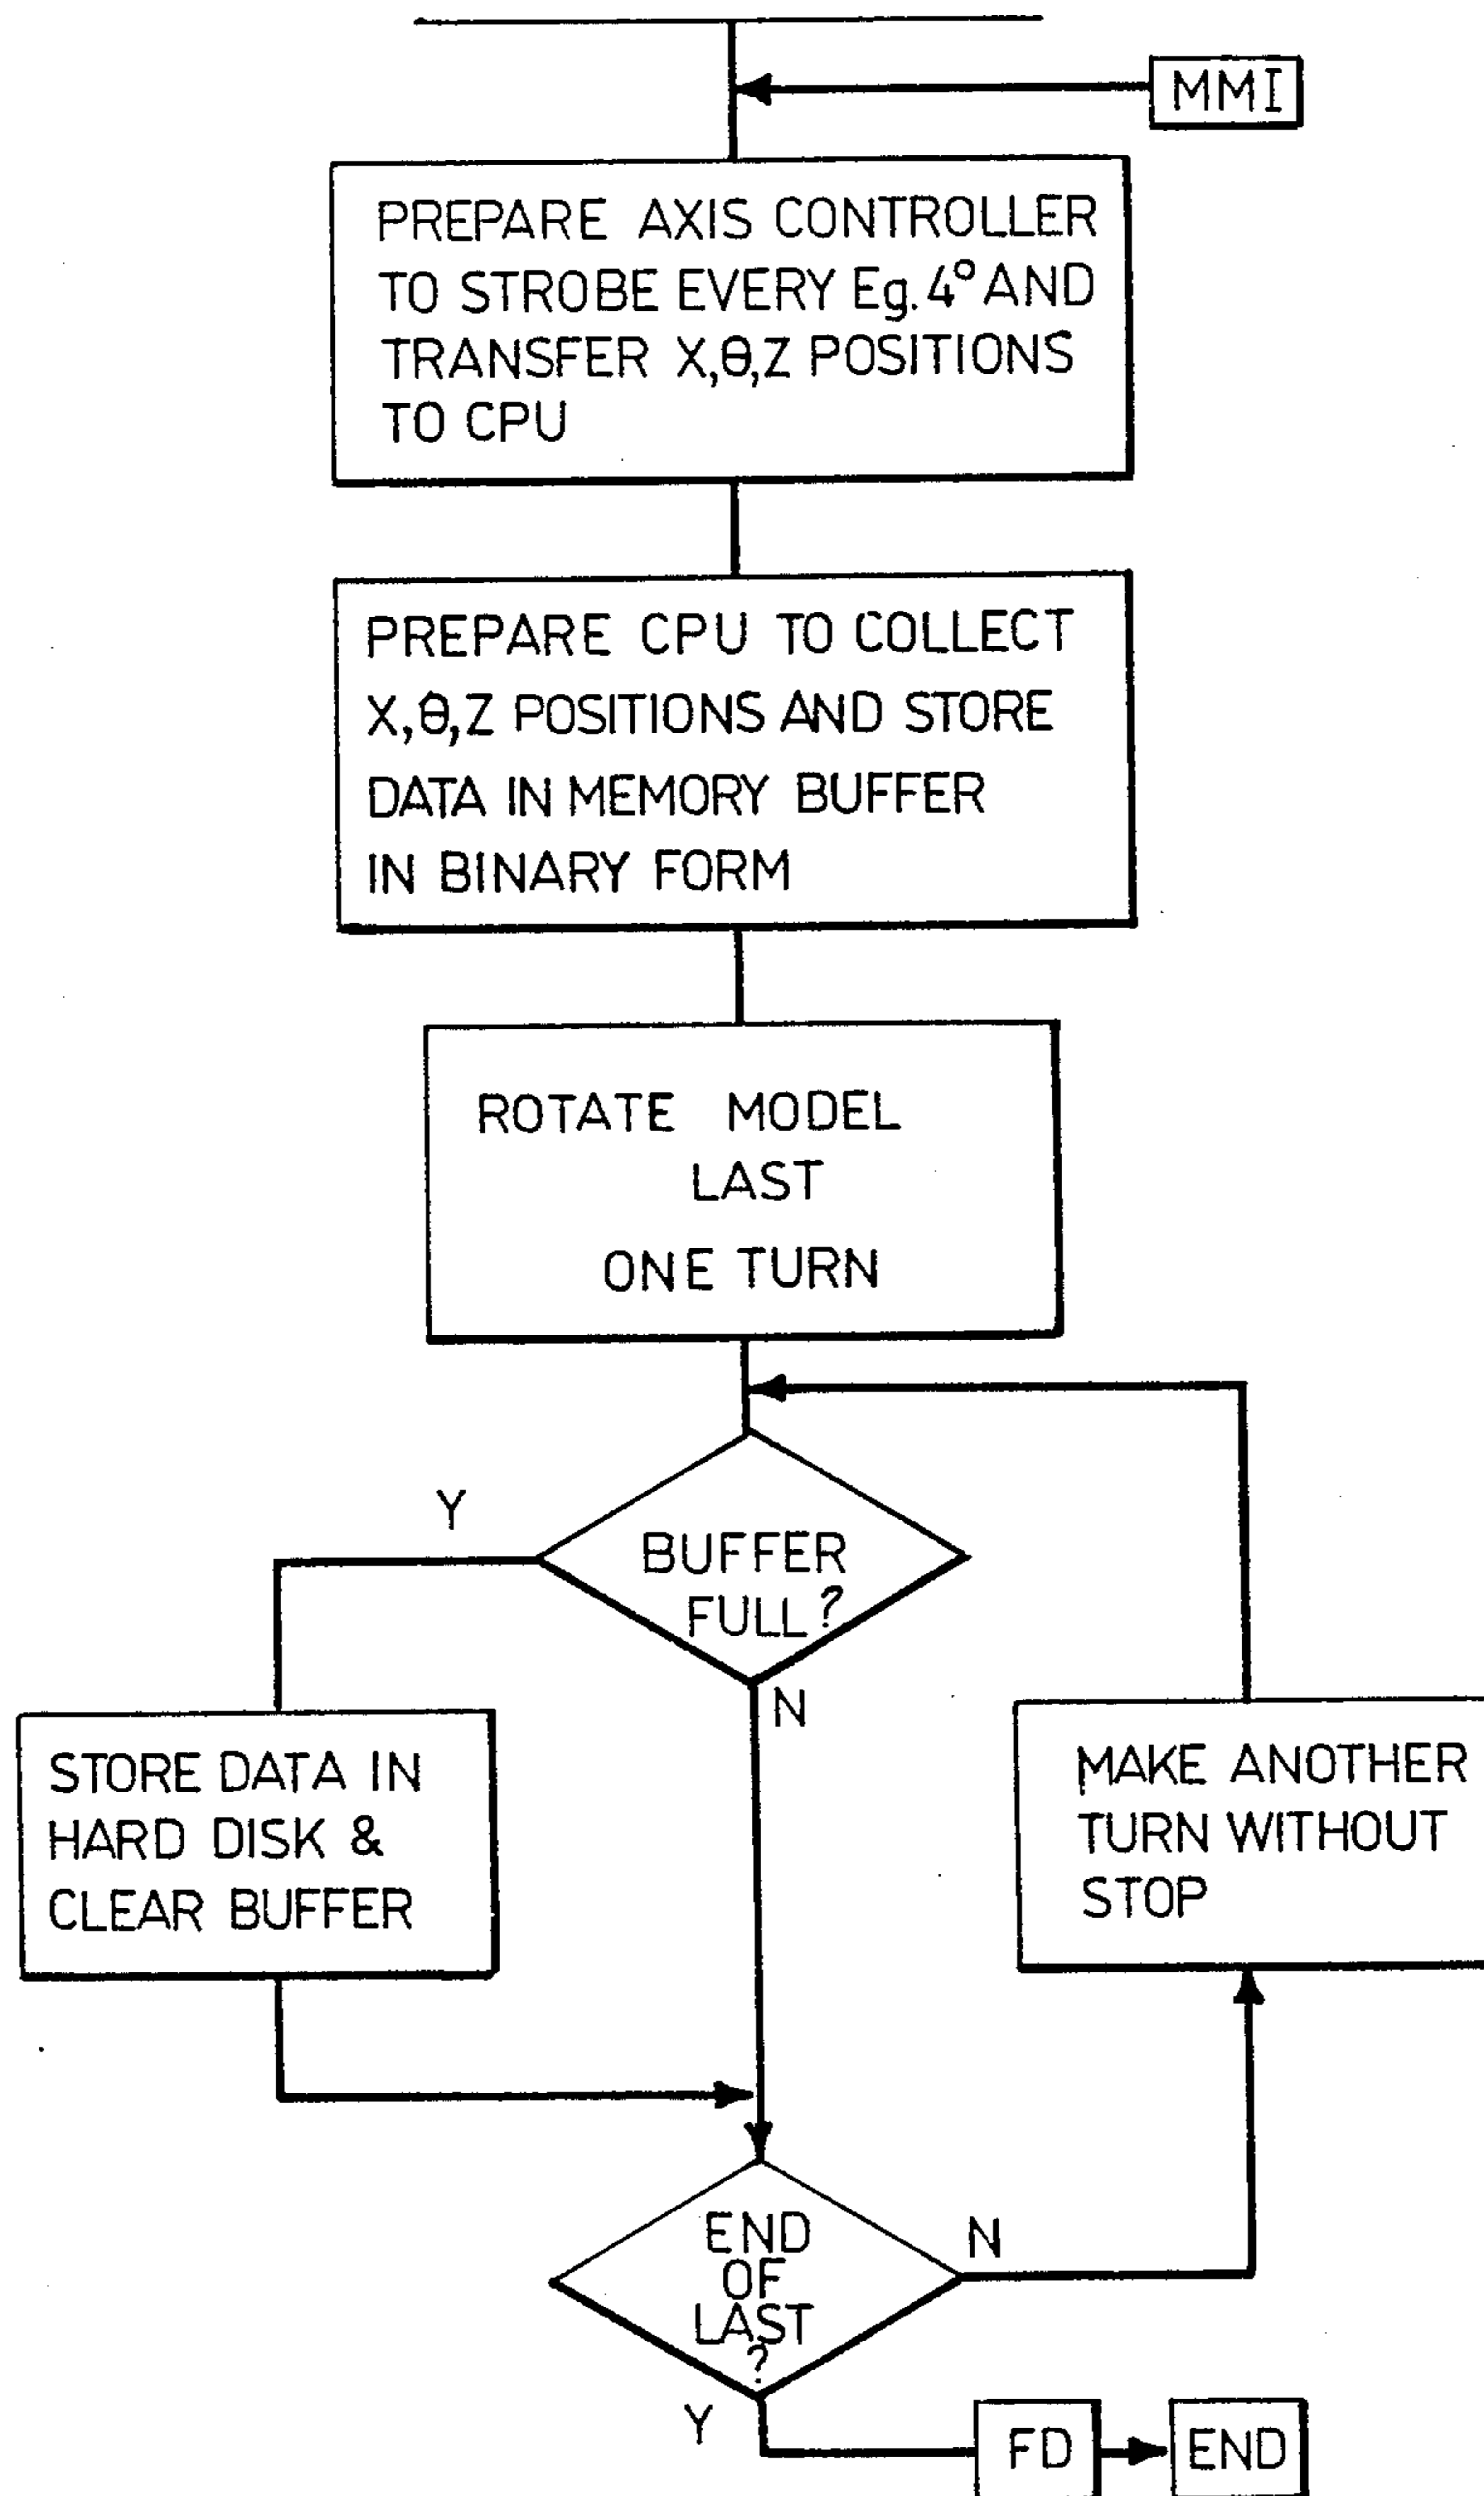 MMI
PREPARE AXIS CONTROLLER
TO STROBE EVERY Eg. 4° AND
TRANSFER X,θ,Z POSITIONS
TO CPU
PREPARE CPU TO COLLECT
X,θ,Z POSITIONS AND STORE
DATA IN MEMORY BUFFER
IN BINARY FORM
ROTATE MODEL
LAST
ONE TURN
Y
BUFFER
FULL?
N
STORE DATA IN
HARD DISK &
CLEAR BUFFER
MAKE ANOTHER
TURN WITHOUT
STOP
END
OF
LAST
?
N
Y
FD
END